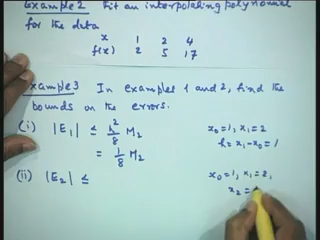 Example 2 Fit an interpolating polynomial
for the data
x 1 2 4
f(x) 2 5 17
Example 3 In examples 1 and 2, find the
bounds on the errors.
(i) |E₁| ≤ h²/8 M₂
x₀=1, x₁=2
= 1/8 M₂
h=x₁-x₀=1
(ii) |E₂| ≤
x₀=1, x₁=2,
x₂=